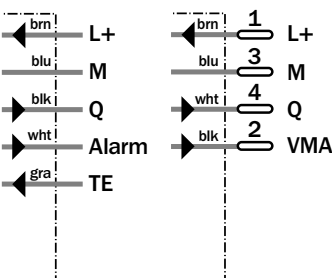 brn L+
blu M
blk Q
wht Alarm
gra TE
brn 1 L+
blu 3 M
wht 4 Q
blk 2 VMA